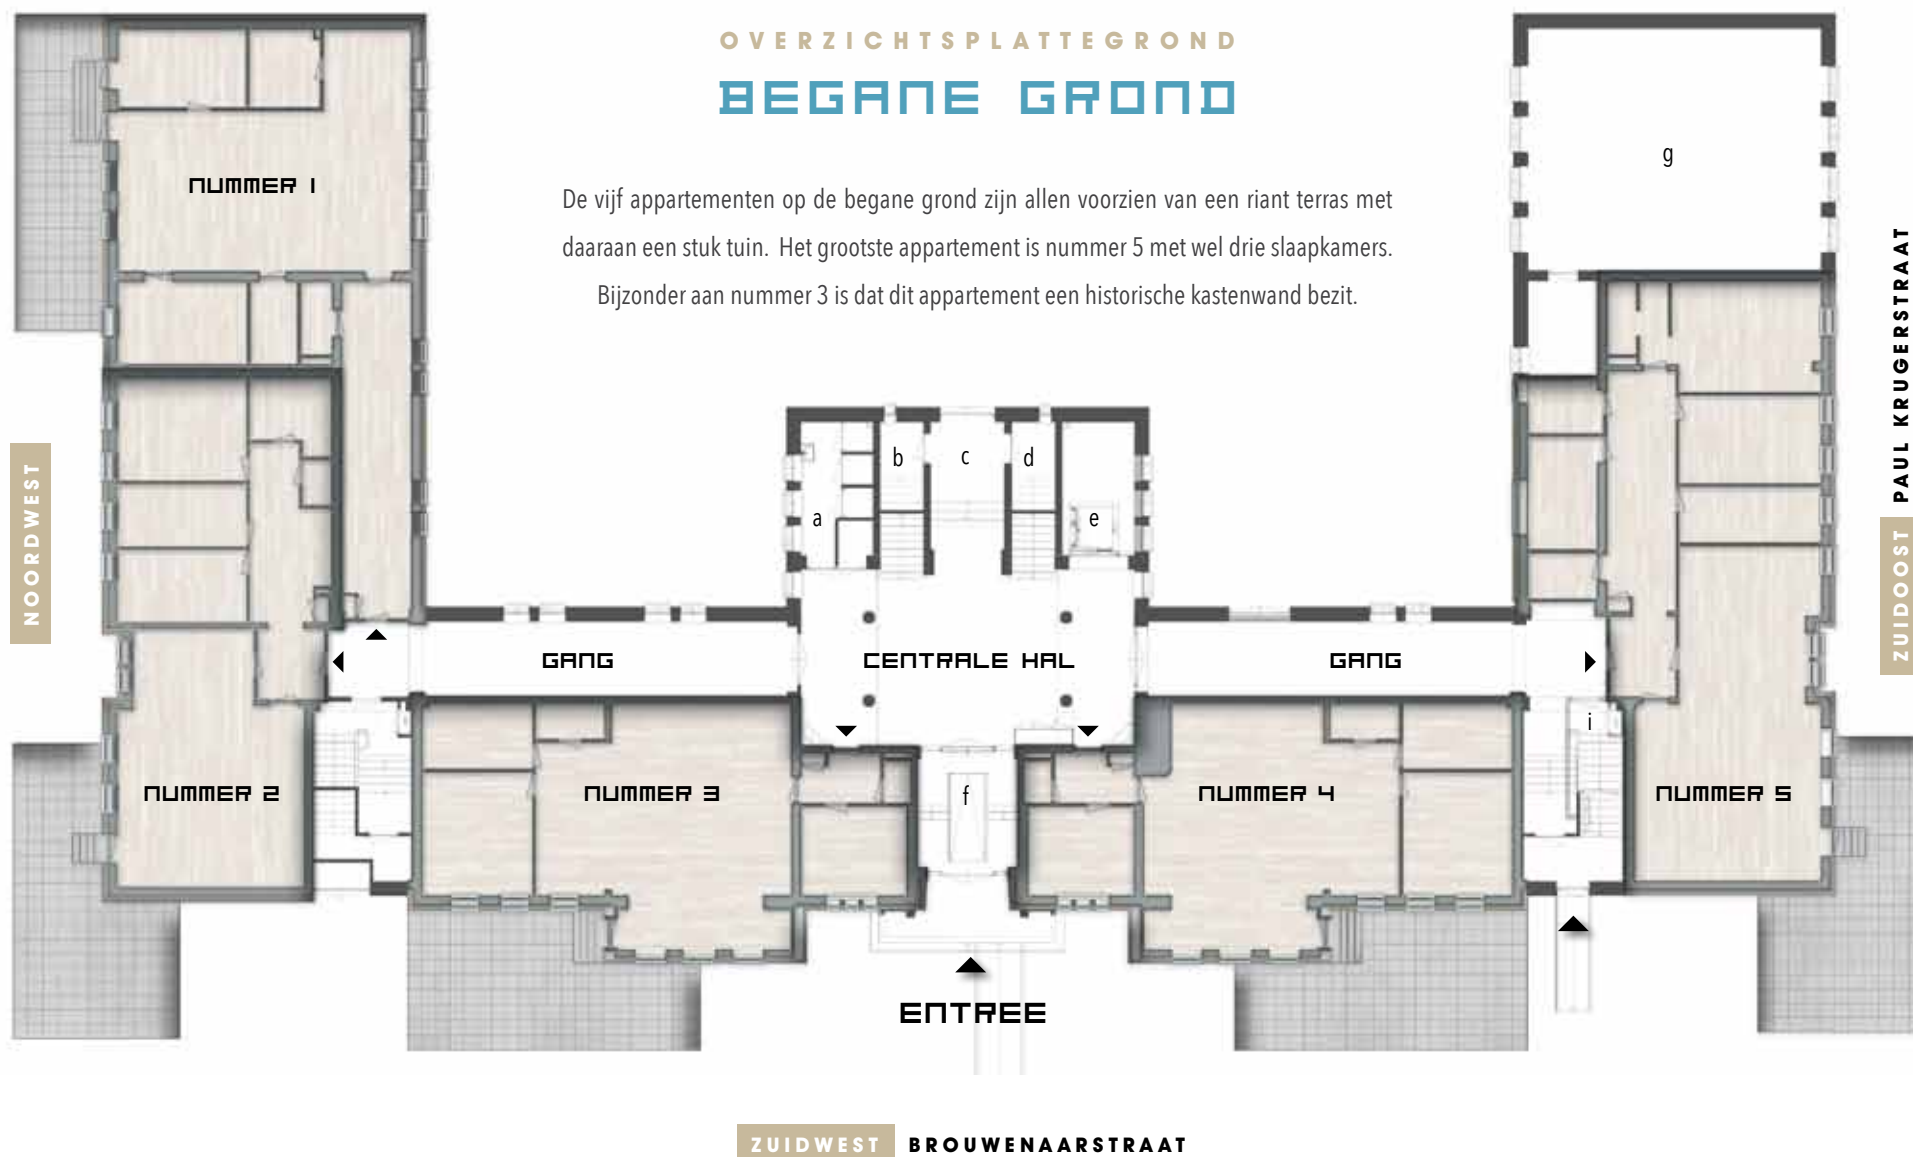 OVERZICHTSPLATTEGROND
BEGANE GROND
De vijf appartementen op de begane grond zijn allen voorzien van een riant terras met
daaraan een stuk tuin. Het grootste appartement is nummer 5 met wel drie slaapkamers.
Bijzonder aan nummer 3 is dat dit appartement een historische kastenwand bezit.
NUMMER 1
g
PAUL KRUGERSTRAAT
ZUIDOOST
NOORDWEST
b
c
d
a
e
GANG
CENTRALE HAL
GANG
i
NUMMER 2
NUMMER 3
f
NUMMER 4
NUMMER 5
ENTREE
ZUIDWEST BROUWENAARSTRAAT